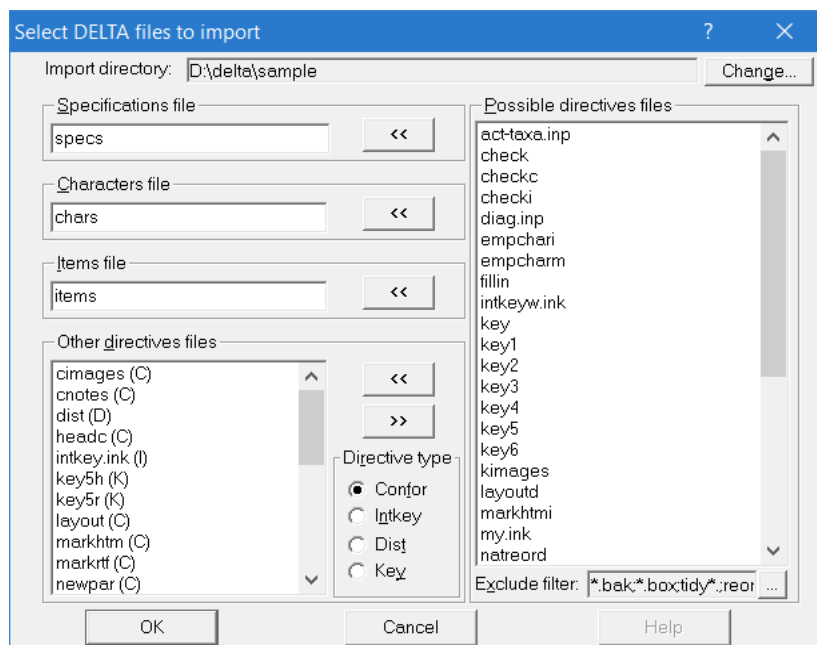 Select DELTA files to import ? ×
Import directory: D:\delta\sample Change...
Specifications file
specs <<
Characters file
chars <<
Items file
items <<
Other directives files
cimages (C)
cnotes (C)
dist (D)
headc (C)
intkey.ink (I)
key5h (K)
key5r (K)
layout (C)
markhtm (C)
markrtf (C)
newpar (C)
<<
>>
Directive type
Confor
Intkey
Dist
Key
Possible directives files
act-taxa.inp
check
checkc
checki
diag.inp
empchari
empcharm
fillin
intkeyw.ink
key
key1
key2
key3
key4
key5
key6
kimages
layoutd
markhtmi
my.ink
natreord
Exclude filter: *.bak;*.box;tidy*.;reor ...
OK Cancel Help